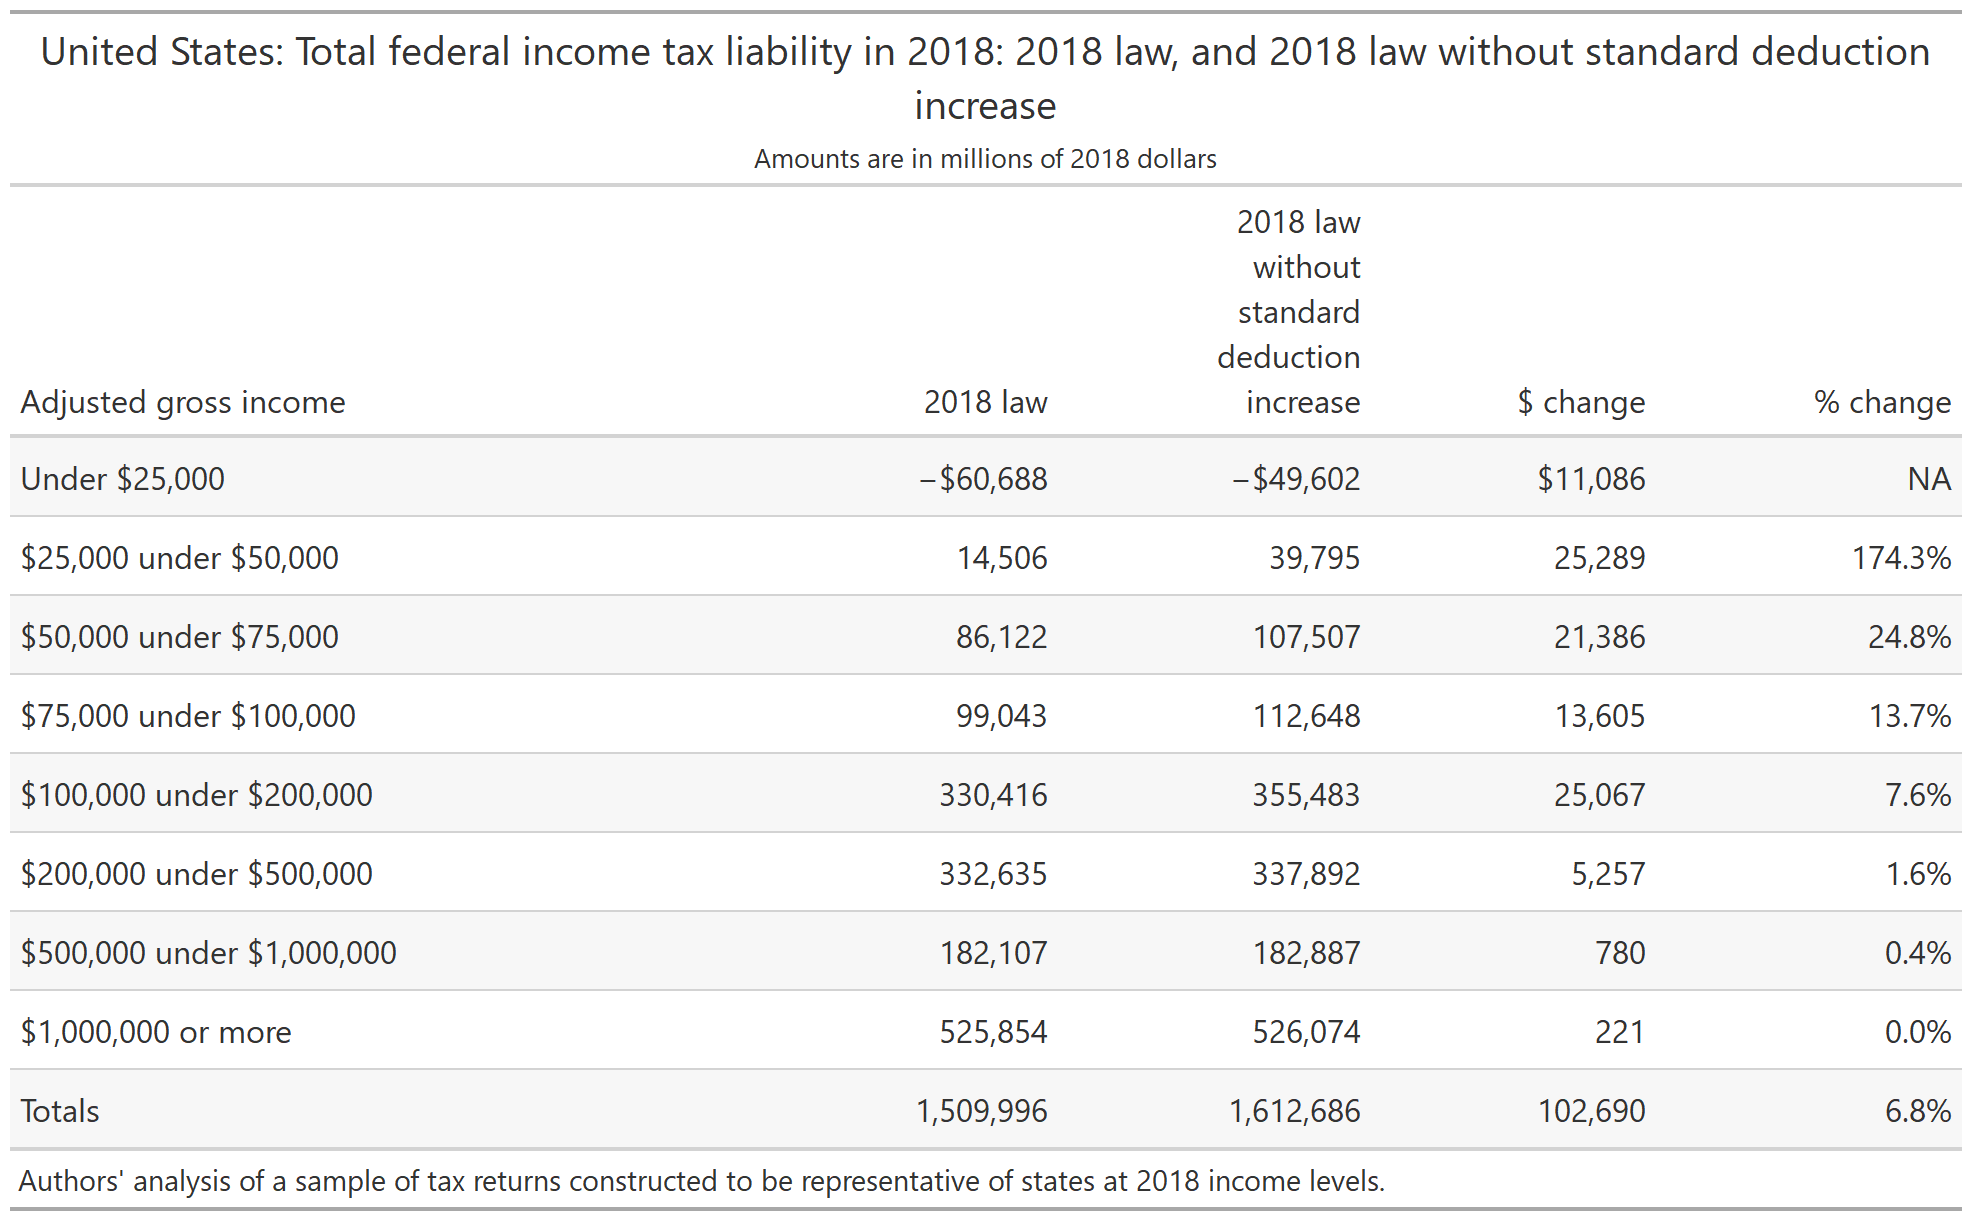 United States: Total federal income tax liability in 2018: 2018 law, and 2018 law without standard deduction
increase
Amounts are in millions of 2018 dollars
2018 law
without
standard
deduction
Adjusted gross income 2018 law increase $ change % change
Under $25,000 −$60,688 −$49,602 $11,086 NA
$25,000 under $50,000 14,506 39,795 25,289 174.3%
$50,000 under $75,000 86,122 107,507 21,386 24.8%
$75,000 under $100,000 99,043 112,648 13,605 13.7%
$100,000 under $200,000 330,416 355,483 25,067 7.6%
$200,000 under $500,000 332,635 337,892 5,257 1.6%
$500,000 under $1,000,000 182,107 182,887 780 0.4%
$1,000,000 or more 525,854 526,074 221 0.0%
Totals 1,509,996 1,612,686 102,690 6.8%
Authors' analysis of a sample of tax returns constructed to be representative of states at 2018 income levels.